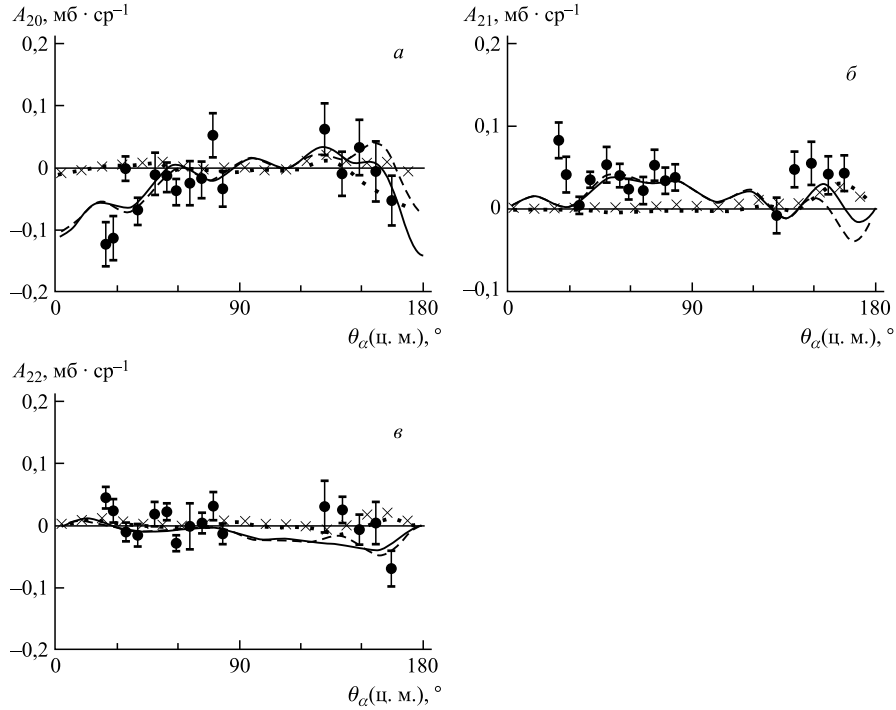 A20, мб · ср–1
0,2
а
0,1
0
–0,1
–0,2
0
90
180
θα(ц. м.), °
A21, мб · ср–1
0,2
б
0,1
0
–0,1
0
90
180
θα(ц. м.), °
A22, мб · ср–1
0,2
в
0,1
0
–0,1
–0,2
0
90
180
θα(ц. м.), °